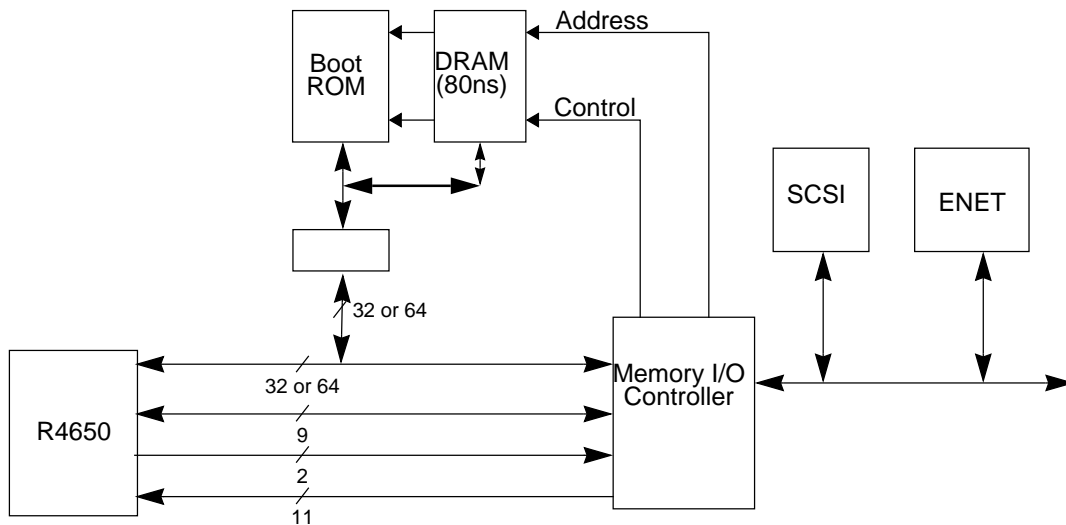 Address
Boot
ROM
DRAM
(80ns)
Control
SCSI
ENET
32 or 64
32 or 64
Memory I/O
Controller
R4650
9
2
11